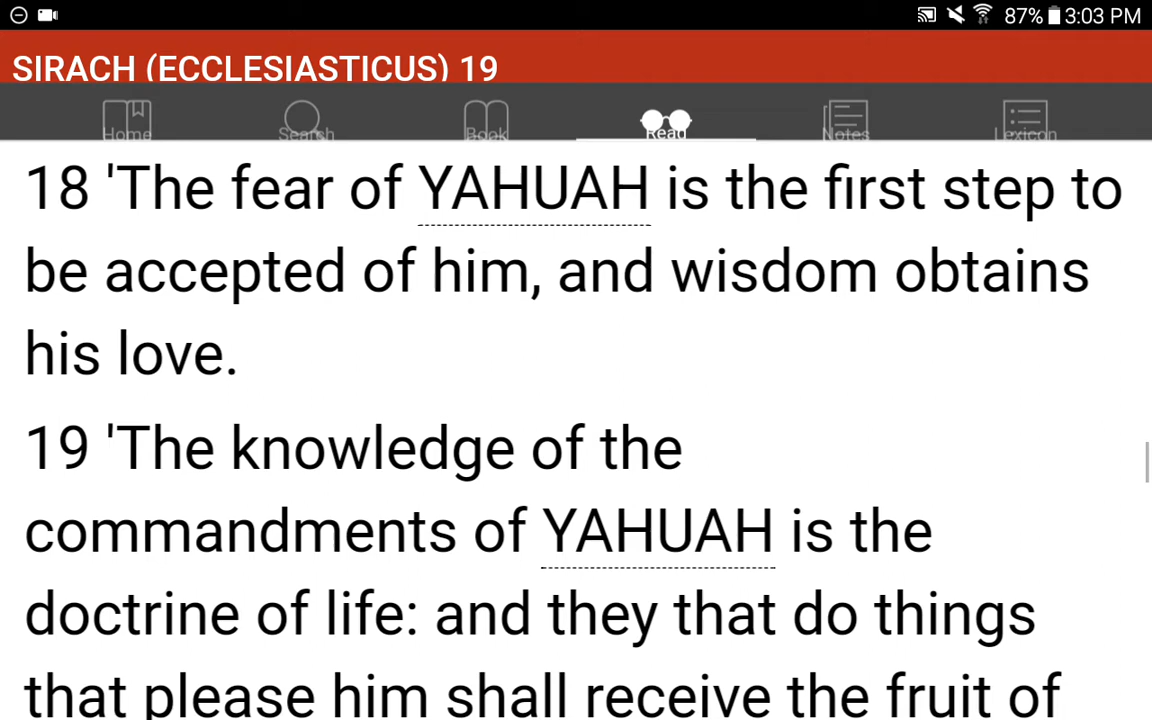 87% 3:03 PM
SIRACH (ECCLESIASTICUS) 19
Home Search Book Read Notes Lexicon
18 'The fear of YAHUAH is the first step to
be accepted of him, and wisdom obtains
his love.
19 'The knowledge of the
commandments of YAHUAH is the
doctrine of life: and they that do things
that please him shall receive the fruit of